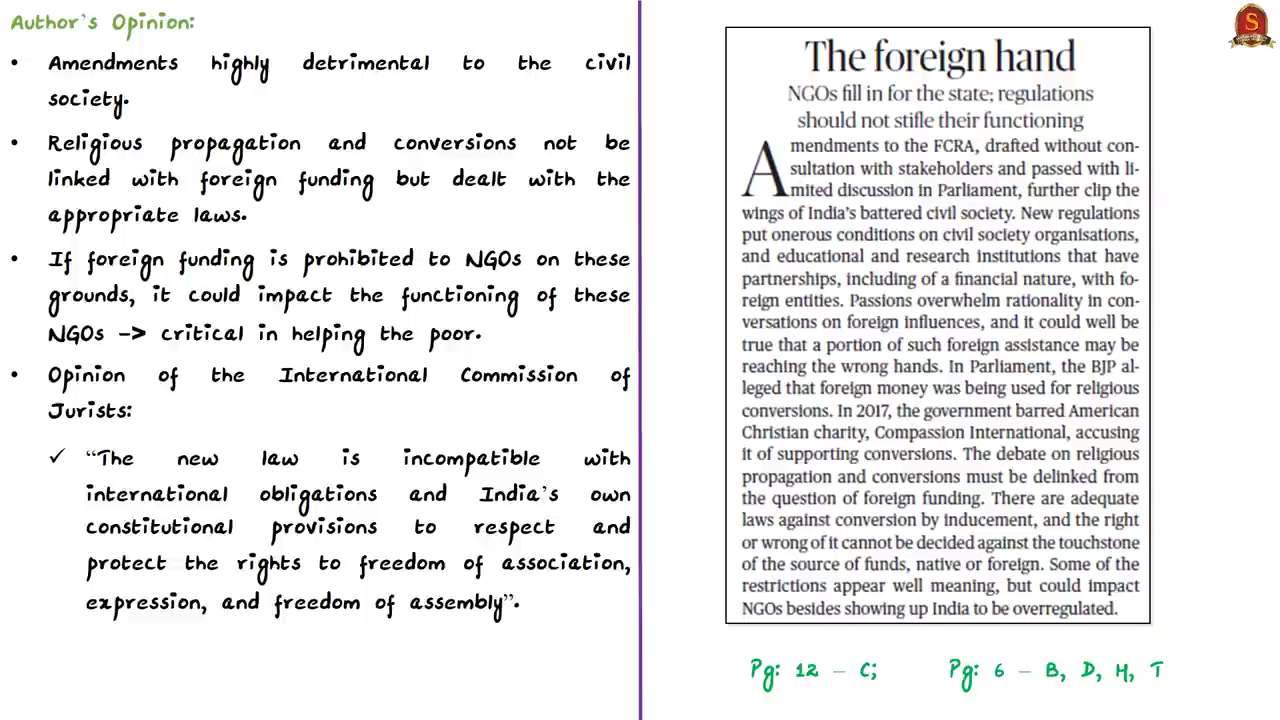 Author's Opinion:
• Amendments highly detrimental to the civil
society.
• Religious propagation and conversions not be
linked with foreign funding but dealt with the
appropriate laws.
• If foreign funding is prohibited to NGOs on these
grounds, it could impact the functioning of these
NGOs -> critical in helping the poor.
• Opinion of the International Commission of
Jurists:
✓ “The new law is incompatible with
international obligations and India's own
constitutional provisions to respect and
protect the rights to freedom of association,
expression, and freedom of assembly”.
The foreign hand
NGOs fill in for the state; regulations
should not stifle their functioning
Amendments to the FCRA, drafted without con-
sultation with stakeholders and passed with li-
mited discussion in Parliament, further clip the
wings of India's battered civil society. New regulations
put onerous conditions on civil society organisations,
and educational and research institutions that have
partnerships, including of a financial nature, with fo-
reign entities. Passions overwhelm rationality in con-
versations on foreign influences, and it could well be
true that a portion of such foreign assistance may be
reaching the wrong hands. In Parliament, the BJP al-
leged that foreign money was being used for religious
conversions. In 2017, the government barred American
Christian charity, Compassion International, accusing
it of supporting conversions. The debate on religious
propagation and conversions must be delinked from
the question of foreign funding. There are adequate
laws against conversion by inducement, and the right
or wrong of it cannot be decided against the touchstone
of the source of funds, native or foreign. Some of the
restrictions appear well meaning, but could impact
NGOs besides showing up India to be overregulated.
Pg: 12 – C; Pg: 6 – B, D, H, T
S